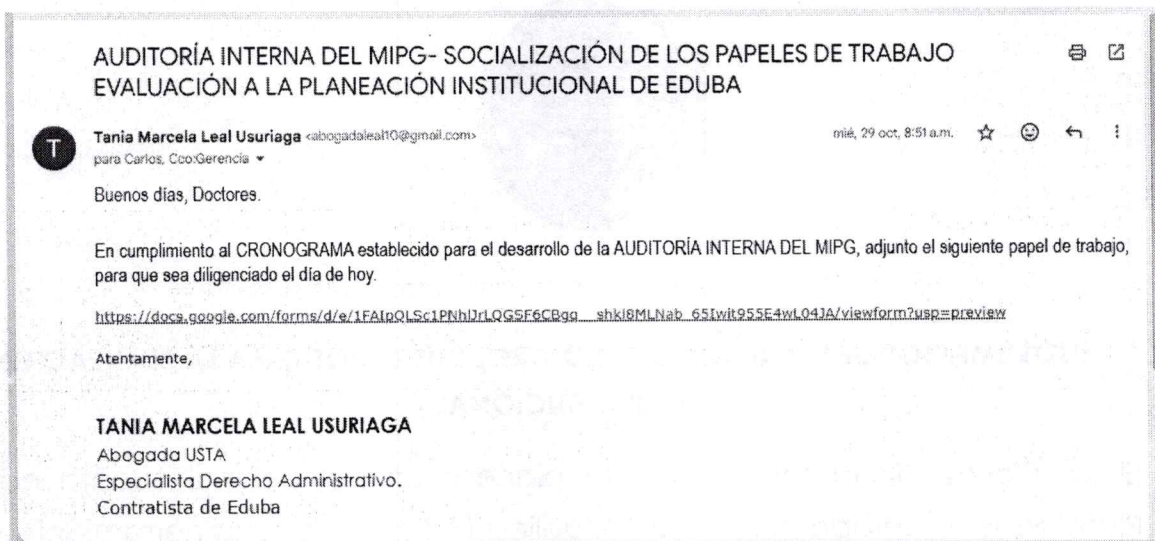 AUDITORÍA INTERNA DEL MIPG- SOCIALIZACIÓN DE LOS PAPELES DE TRABAJO
EVALUACIÓN A LA PLANEACIÓN INSTITUCIONAL DE EDUBA
T
Tania Marcela Leal Usuriaga <abogadaleal10@gmail.com>
mié, 29 oct, 8:51 a.m.
para Carlos, Cco:Gerencia
Buenos días, Doctores.
En cumplimiento al CRONOGRAMA establecido para el desarrollo de la AUDITORÍA INTERNA DEL MIPG, adjunto el siguiente papel de trabajo,
para que sea diligenciado el día de hoy.
Atentamente,
TANIA MARCELA LEAL USURIAGA
Abogada USTA
Especialista Derecho Administrativo.
Contratista de Eduba